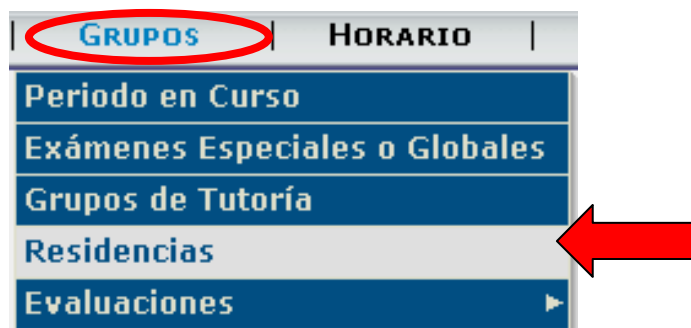 | GRUPOS | HORARIO |
Periodo en Curso
Exámenes Especiales o Globales
Grupos de Tutoría
Residencias
Evaluaciones